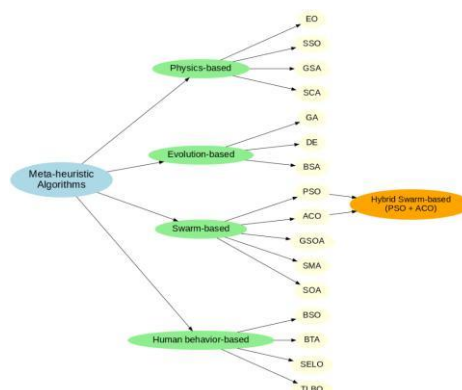 EO
SSO
Physics-based
GSA
SCA
GA
DE
Evolution-based
BSA
Meta-heuristic
Algorithms
PSO
Hybrid Swarm-based
(PSO + ACO)
ACO
Swarm-based
GSOA
SMA
SOA
BSO
Human behavior-based
BTA
SELO
TLBO